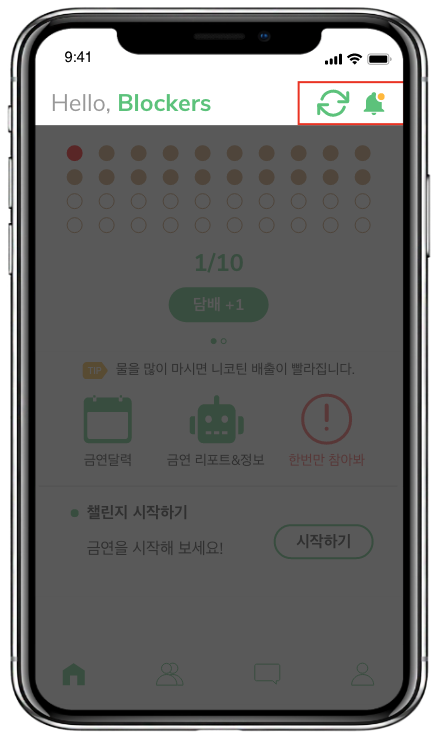 9:41
Hello, Blockers
1/10
담배 +1
TIP 물을 많이 마시면 니코틴 배출이 빨라집니다.
금연달력
금연 리포트&정보
한번만 참아봐
챌린지 시작하기
금연을 시작해 보세요!
시작하기